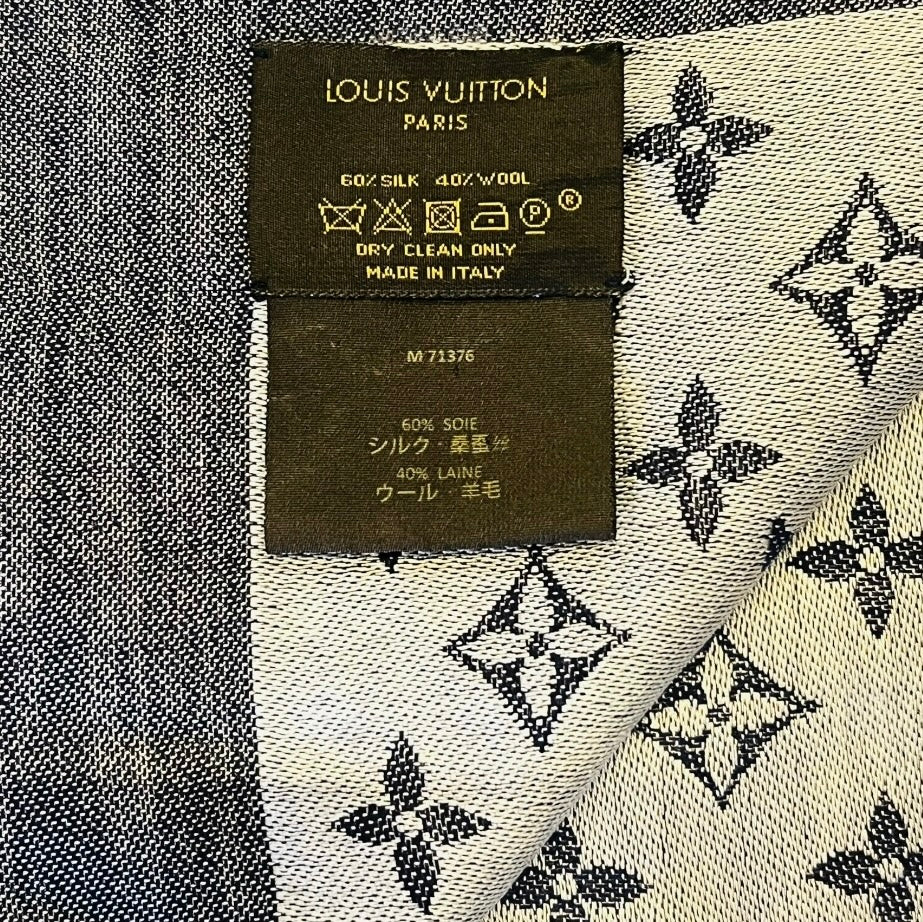 LOUIS VUITTON
PARIS
60% SILK 40% WOOL
P ®
DRY CLEAN ONLY
MADE IN ITALY
M 71376
60% SOIE
シルク・桑蚕丝
40% LAINE
ウール・羊毛